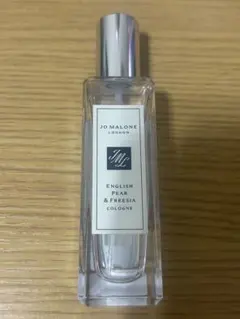 JO MALONE
LONDON
JM
ENGLISH
PEAR
& FREESIA
COLOGNE